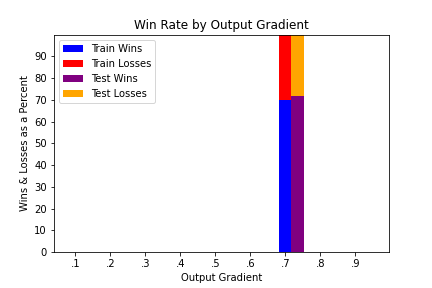 Win Rate by Output Gradient
Train Wins
Train Losses
Test Wins
Test Losses
Wins & Losses as a Percent
90
80
70
60
50
40
30
20
10
0
.1 .2 .3 .4 .5 .6 .7 .8 .9
Output Gradient